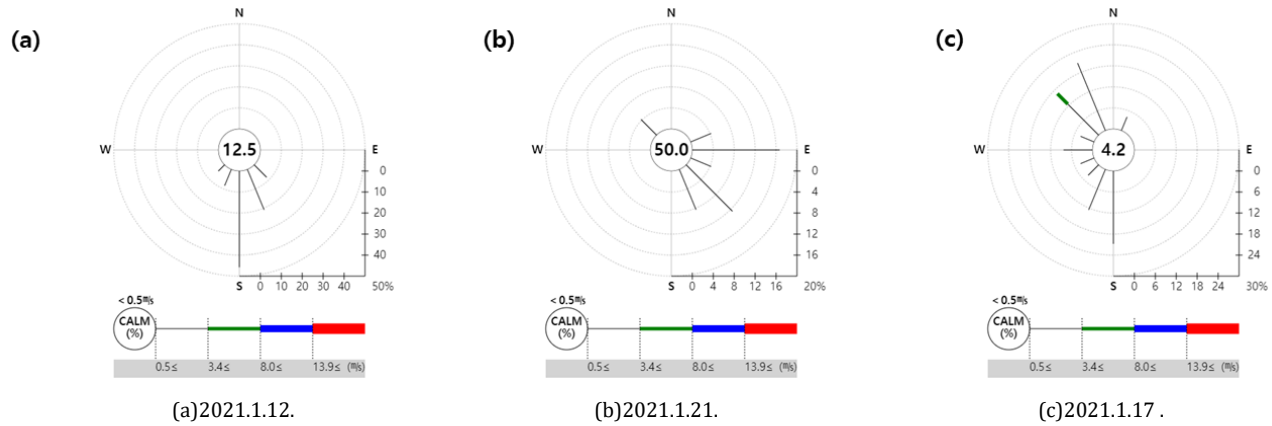 (a)
N
W
12.5
E
0
10
20
30
40
S 0 10 20 30 40 50%
< 0.5㎧
CALM
(%)
0.5≤ 3.4≤ 8.0≤ 13.9≤ (㎧)
(a)2021.1.12.
(b)
N
W
50.0
E
0
4
8
12
16
S 0 4 8 12 16 20%
< 0.5㎧
CALM
(%)
0.5≤ 3.4≤ 8.0≤ 13.9≤ (㎧)
(b)2021.1.21.
(c)
N
W
4.2
E
0
6
12
18
24
S 0 6 12 18 24 30%
< 0.5㎧
CALM
(%)
0.5≤ 3.4≤ 8.0≤ 13.9≤ (㎧)
(c)2021.1.17 .